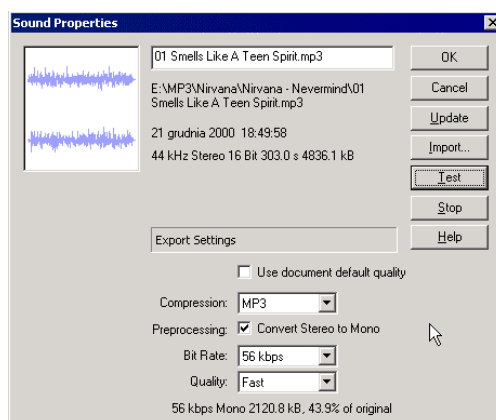 Sound Properties
01 Smells Like A Teen Spirit.mp3
OK
E:\MP3\Nirvana\Nirvana - Nevermind\01
Smells Like A Teen Spirit.mp3
Cancel
21 grudnia 2000 18:49:58
Update
44 kHz Stereo 16 Bit 303.0 s 4836.1 kB
Import...
Test
Stop
Export Settings
Help
Use document default quality
Compression: MP3
Preprocessing: Convert Stereo to Mono
Bit Rate: 56 kbps
Quality: Fast
56 kbps Mono 2120.8 kB, 43.9% of original